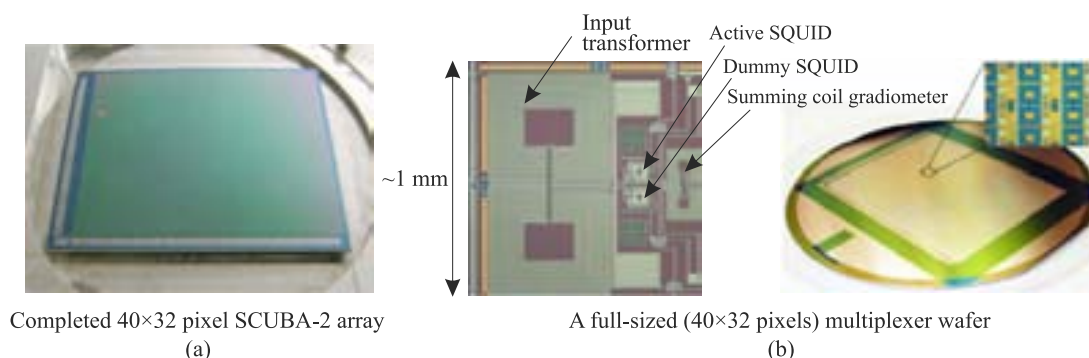 Input
transformer
Active SQUID
Dummy SQUID
Summing coil gradiometer
~1 mm
Completed 40×32 pixel SCUBA-2 array
(a)
A full-sized (40×32 pixels) multiplexer wafer
(b)